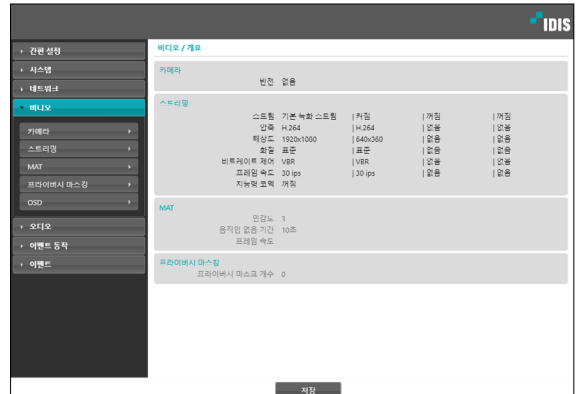 IDIS
간편 설정
시스템
네트워크
비디오
카메라
스트리밍
MAT
프라이버시 마스킹
OSD
오디오
이벤트 동작
이벤트
비디오 / 개요
카메라
반전 없음
스트리밍
스트림 기본 녹화 스트림 | 켜짐 | 꺼짐 | 꺼짐
압축 H.264 | H.264 | 없음 | 없음
해상도 1920x1080 | 640x360 | 없음 | 없음
화질 표준 | 표준 | 없음 | 없음
비트레이트 제어 VBR | VBR | 없음 | 없음
프레임 속도 30 ips | 30 ips | 없음 | 없음
지능형 코덱 꺼짐
MAT
민감도 3
움직임 없음 기간 10초
프레임 속도
프라이버시 마스킹
프라이버시 마스크 개수 0
저장